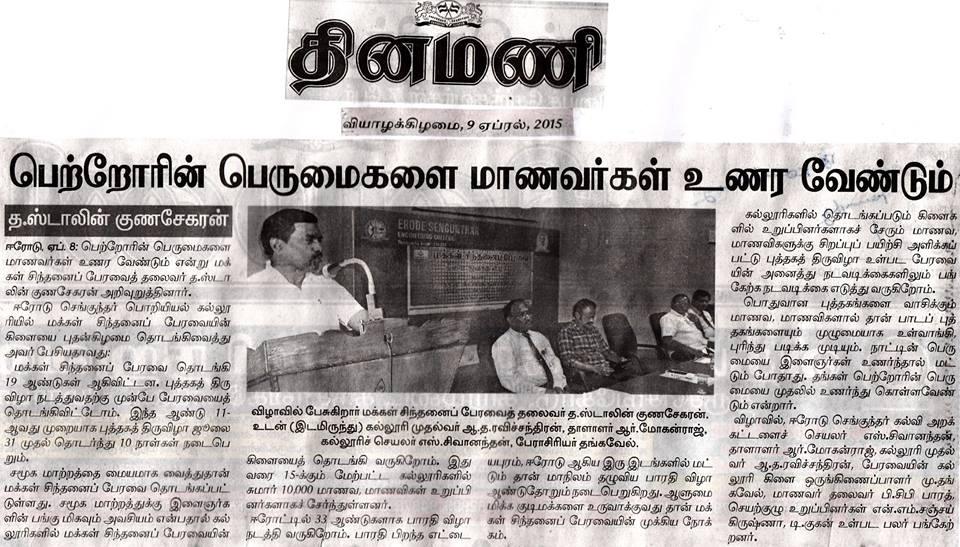 தினமணி
வியாழக்கிழமை, 9 ஏப்ரல், 2015
பெற்றோரின் பெருமைகளை மாணவர்கள் உணர வேண்டும்
த.ஸ்டாலின் குணசேகரன்
ஈரோடு, ஏப். 8: பெற்றோரின் பெருமைகளை
மாணவர்கள் உணர வேண்டும் என்று மக்
கள் சிந்தனைப் பேரவைத் தலைவர் த.ஸ்டா
லின் குணசேகரன் அறிவுறுத்தினார்.
ஈரோடு செங்குந்தர் பொறியியல் கல்லூ
ரியில் மக்கள் சிந்தனைப் பேரவையின்
கிளையை புதன்கிழமை தொடங்கிவைத்து
அவர் பேசியதாவது:
மக்கள் சிந்தனைப் பேரவை தொடங்கி
19 ஆண்டுகள் ஆகிவிட்டன. புத்தகத் திரு
விழா நடத்துவதற்கு முன்பே பேரவையைத்
தொடங்கிவிட்டோம். இந்த ஆண்டு 11-
ஆவது முறையாக புத்தகத் திருவிழா ஜூலை
31 முதல் தொடர்ந்து 10 நாள்கள் நடைபெ
றும்.
சமூக மாற்றத்தை மையமாக வைத்துதான்
மக்கள் சிந்தனைப் பேரவை தொடங்கப்பட்
டுள்ளது. சமூக மாற்றத்துக்கு இளைஞர்க
ளின் பங்கு மிகவும் அவசியம் என்பதால் கல்
லூரிகளில் மக்கள் சிந்தனைப் பேரவையின்
ERODE SENGUNTHAR
ENGINEERING COLLEGE
மக்கள் சிந்தனைப் பேரவை
விழாவில் பேசுகிறார் மக்கள் சிந்தனைப் பேரவைத் தலைவர் த.ஸ்டாலின் குணசேகரன்.
உடன் (இடமிருந்து) கல்லூரி முதல்வர் ஆ.த.ரவிச்சந்திரன், தாளாளர் ஆர்.மோகன்ராஜ்,
கல்லூரிச் செயலர் எஸ்.சிவானந்தன், பேராசிரியர் தங்கவேல்.
கிளையைத் தொடங்கி வருகிறோம். இது
வரை 15-க்கும் மேற்பட்ட கல்லூரிகளில்
சுமார் 10,000 மாணவ, மாணவிகள் உறுப்பி
னர்களாகச் சேர்ந்துள்ளனர்.
ஈரோட்டில் 33 ஆண்டுகளாக பாரதி விழா
நடத்தி வருகிறோம். பாரதி பிறந்த எட்டை
யபுரம், ஈரோடு ஆகிய இரு இடங்களில் மட்
டும் தான் மாநிலம் தழுவிய பாரதி விழா
ஆண்டுதோறும் நடைபெறுகிறது. ஆளுமை
மிக்க குடிமக்களை உருவாக்குவது தான் மக்
கள் சிந்தனைப் பேரவையின் முக்கிய நோக்
கம்.
கல்லூரிகளில் தொடங்கப்படும் கிளைக
ளில் உறுப்பினர்களாகச் சேரும் மாணவ,
மாணவிகளுக்கு சிறப்புப் பயிற்சி அளிக்கப்
பட்டு புத்தகத் திருவிழா உள்பட பேரவை
யின் அனைத்து நடவடிக்கைகளிலும் பங்
கேற்க நடவடிக்கை எடுத்து வருகிறோம்.
பொதுவான புத்தகங்களை வாசிக்கும்
மாணவ, மாணவிகளால் தான் பாடப் புத்
தகங்களையும் முழுமையாக உள்வாங்கி,
புரிந்து படிக்க முடியும். நாட்டின் பெரு
மையை இளைஞர்கள் உணர்ந்தால் மட்
டும் போதாது. தங்கள் பெற்றோரின் பெரு
மையை முதலில் உணர்ந்து கொள்ளவேண்
டும் என்றார்.
விழாவில், ஈரோடு செங்குந்தர் கல்வி அறக்
கட்டளைச் செயலர் எஸ்.சிவானந்தன்,
தாளாளர் ஆர்.மோகன்ராஜ், கல்லூரி முதல்
வர் ஆ.த.ரவிச்சந்திரன், பேரவையின் கல்
லூரி கிளை ஒருங்கிணைப்பாளர் மு.தங்
கவேல், மாணவர் தலைவர் பி.சிபி பாரத்,
செயற்குழு உறுப்பினர்கள் என்.எம்.சஞ்சய்
கிருஷ்ணா, டி.குகன் உள்பட பலர் பங்கேற்
றனர்.